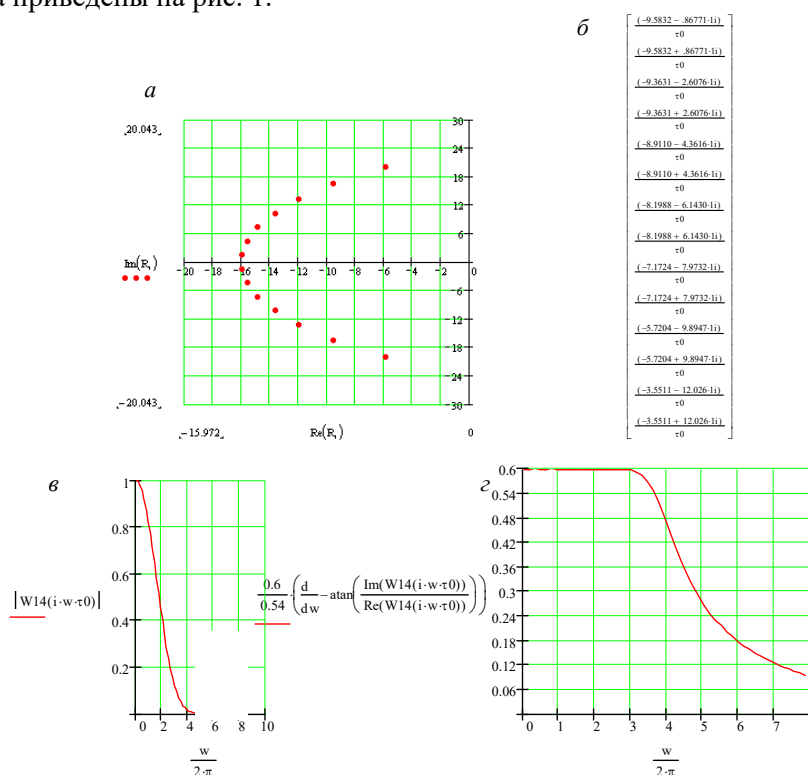 а приведены на рис. 1.
а
20.043
30
24
18
12
6
Im(R,)
−20 −18 −16 −14 −12 −10 −8 −6 −4 −2 0
−6
−12
−18
−24
−30
−20.043
−15.972 Re(R,) 0
б
(−9.5832 − .86771·1i)
τ0
(−9.5832 + .86771·1i)
τ0
(−9.3631 − 2.6076·1i)
τ0
(−9.3631 + 2.6076·1i)
τ0
(−8.9110 − 4.3616·1i)
τ0
(−8.9110 + 4.3616·1i)
τ0
(−8.1988 − 6.1430·1i)
τ0
(−8.1988 + 6.1430·1i)
τ0
(−7.1724 − 7.9732·1i)
τ0
(−7.1724 + 7.9732·1i)
τ0
(−5.7204 − 9.8947·1i)
τ0
(−5.7204 + 9.8947·1i)
τ0
(−3.5511 − 12.026·1i)
τ0
(−3.5511 + 12.026·1i)
τ0
в
1
0.8
0.6
0.4
0.2
|W14(i·w·τ0)|
0 2 4 6 8 10
w
2·π
г
0.6
0.54
0.48
0.42
0.36
0.3
0.24
0.18
0.12
0.06
0.6/0.54·(d/dw −atan(Im(W14(i·w·τ0))/Re(W14(i·w·τ0))))
0 1 2 3 4 5 6 7
w
2·π